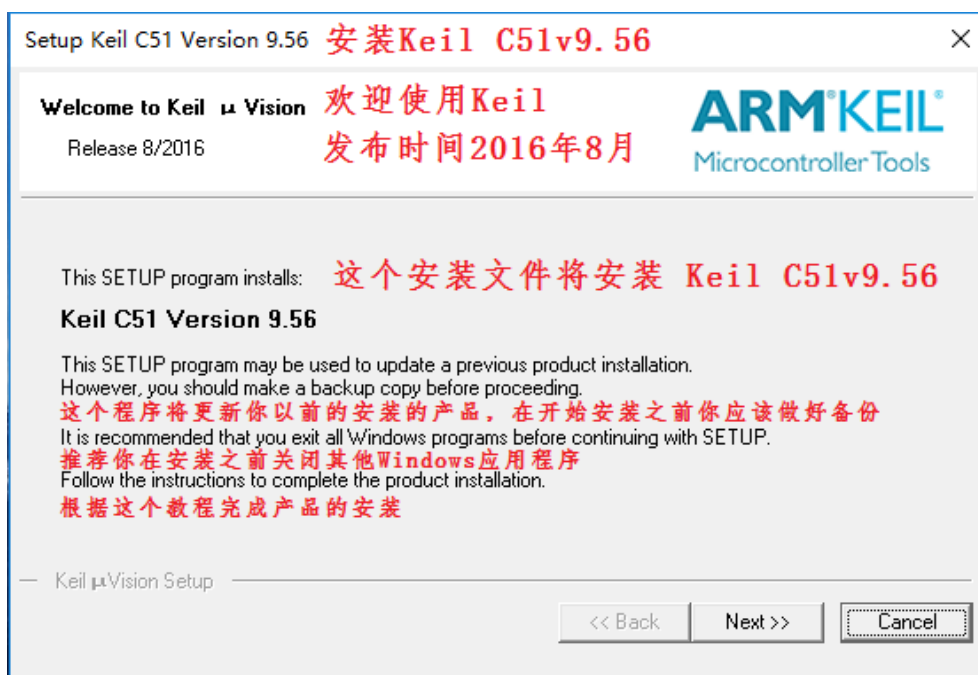 Setup Keil C51 Version 9.56 安装Keil C51v9.56
Welcome to Keil μ Vision 欢迎使用Keil
Release 8/2016 发布时间2016年8月
ARM®KEIL®
Microcontroller Tools
This SETUP program installs: 这个安装文件将安装 Keil C51v9.56
Keil C51 Version 9.56
This SETUP program may be used to update a previous product installation.
However, you should make a backup copy before proceeding.
这个程序将更新你以前的安装的产品，在开始安装之前你应该做好备份
It is recommended that you exit all Windows programs before continuing with SETUP.
推荐你在安装之前关闭其他Windows应用程序
Follow the instructions to complete the product installation.
根据这个教程完成产品的安装
Keil μVision Setup
<< Back Next >> Cancel